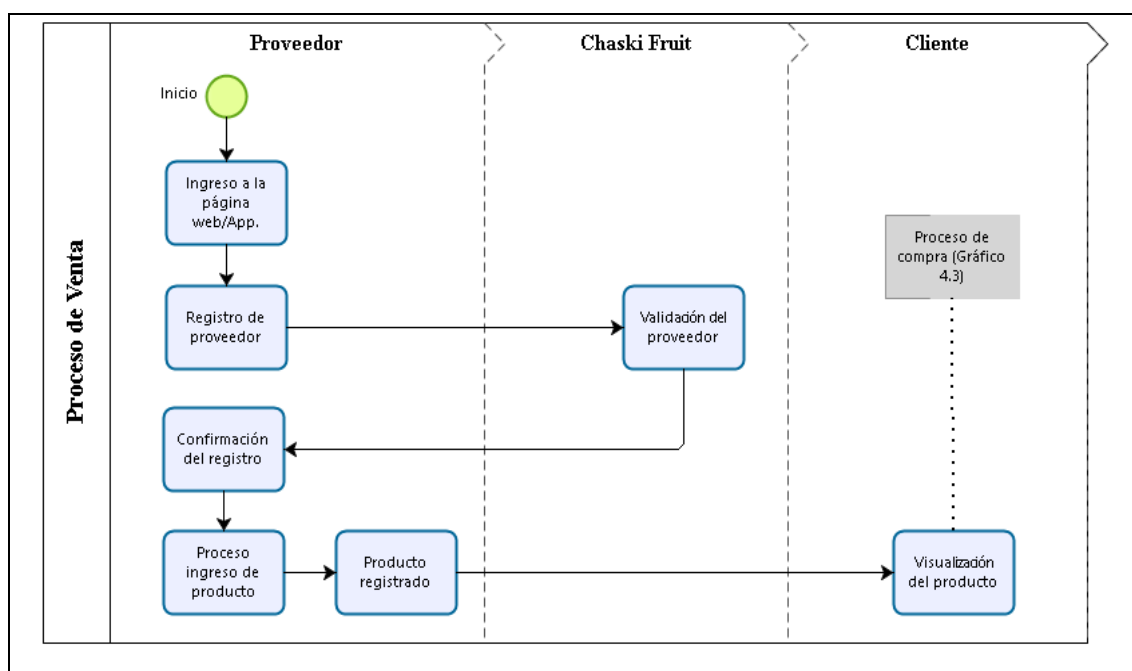 Proveedor
Chaski Fruit
Cliente
Proceso de Venta
Inicio
Ingreso a la
página
web/App.
Proceso de
compra (Gráfico
4.3)
Registro de
proveedor
Validación del
proveedor
Confirmación
del registro
Proceso
ingreso de
producto
Producto
registrado
Visualización
del producto